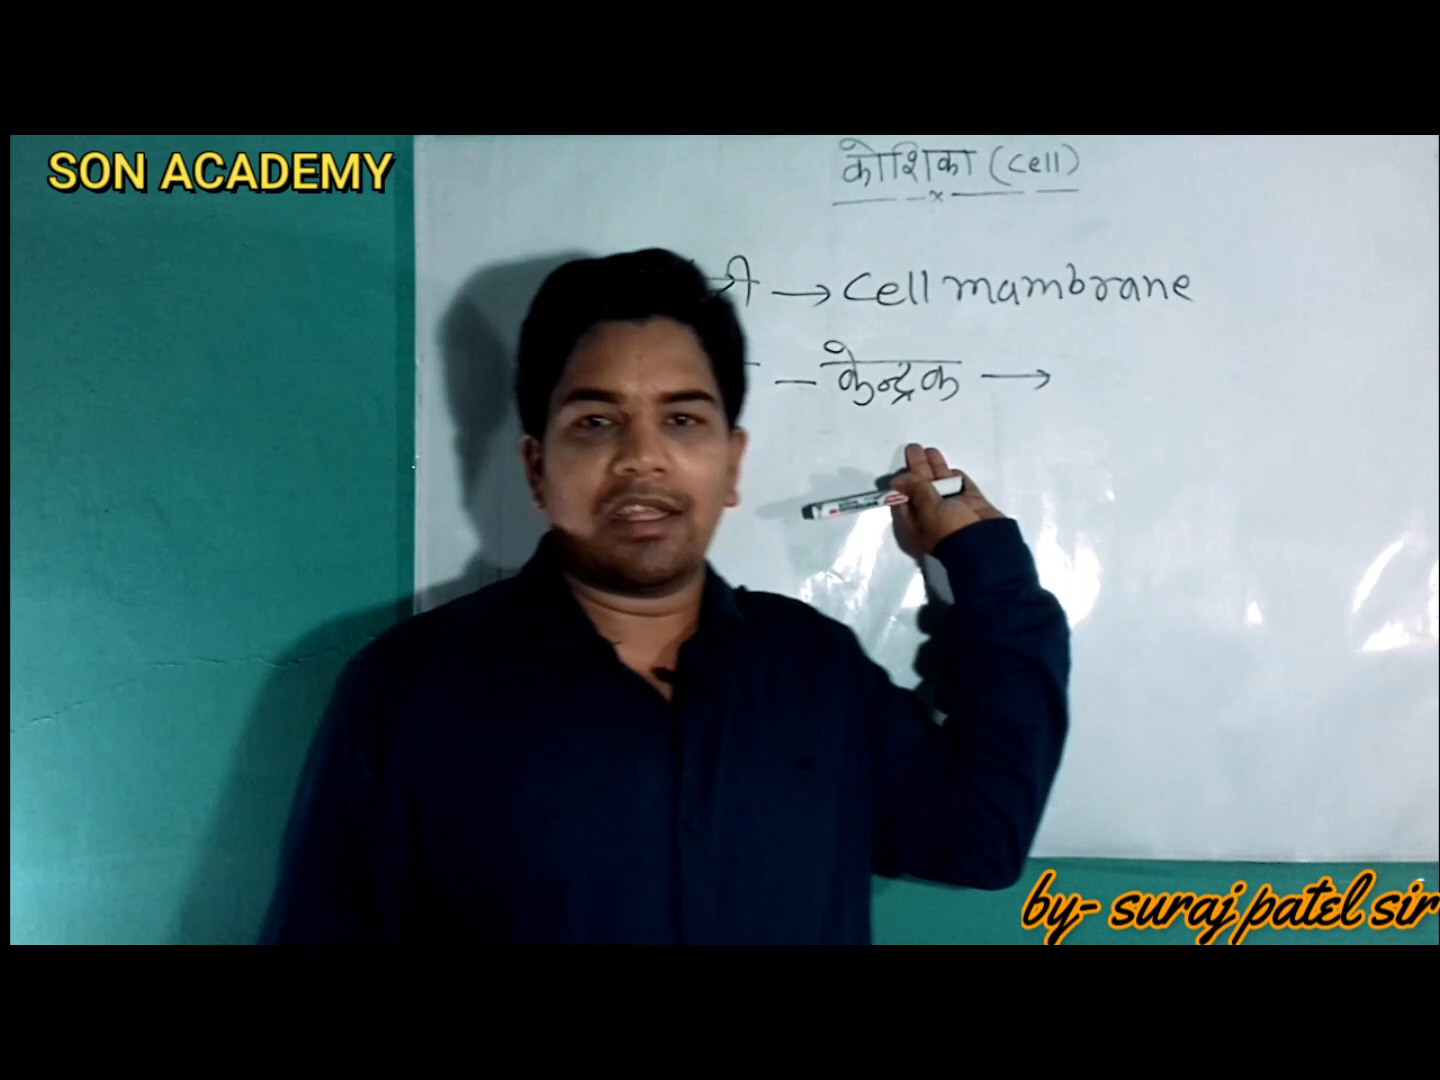 SON ACADEMY
कोशिका (Cell)
→ Cell mambrane
– केन्द्रक →
by- suraj patel sir